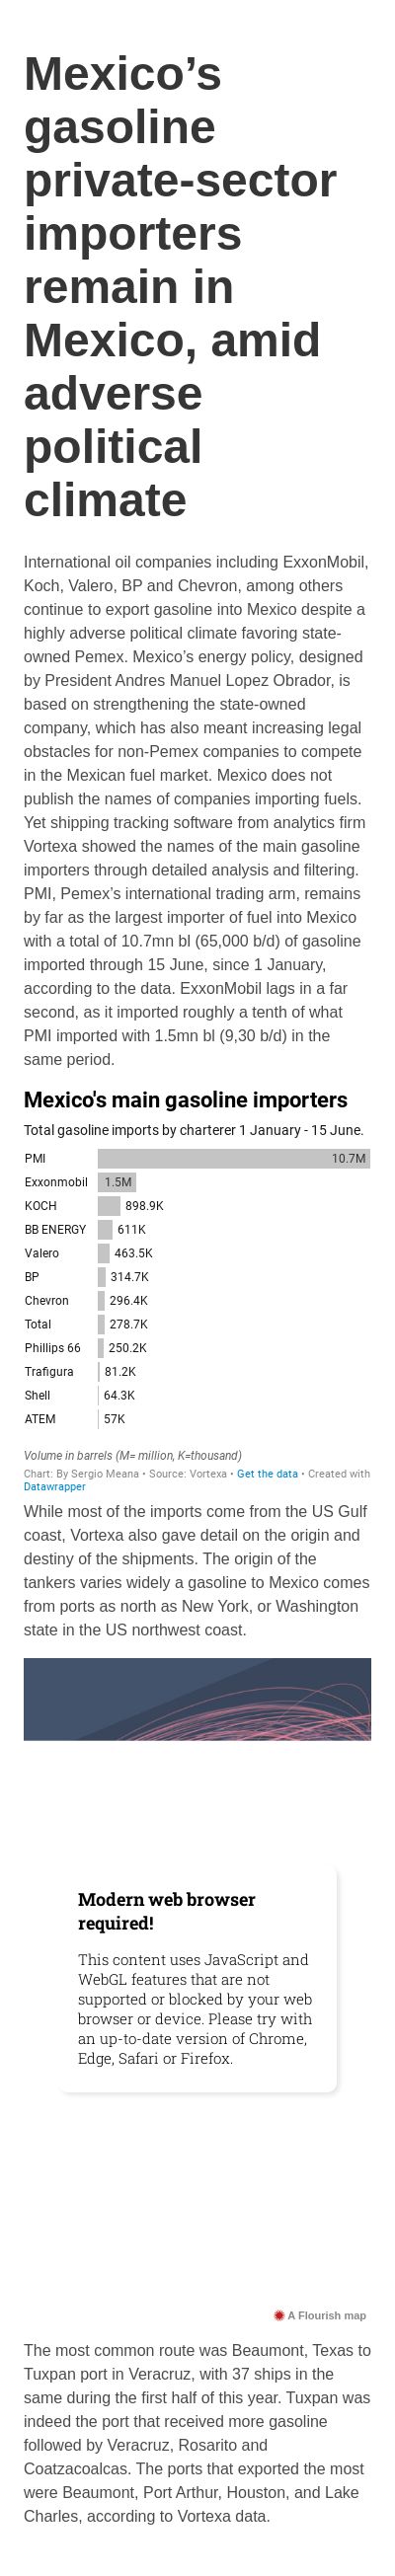 Mexico’s
gasoline
private-sector
importers
remain in
Mexico, amid
adverse
political
climate
International oil companies including ExxonMobil,
Koch, Valero, BP and Chevron, among others
continue to export gasoline into Mexico despite a
highly adverse political climate favoring state-
owned Pemex. Mexico’s energy policy, designed
by President Andres Manuel Lopez Obrador, is
based on strengthening the state-owned
company, which has also meant increasing legal
obstacles for non-Pemex companies to compete
in the Mexican fuel market. Mexico does not
publish the names of companies importing fuels.
Yet shipping tracking software from analytics firm
Vortexa showed the names of the main gasoline
importers through detailed analysis and filtering.
PMI, Pemex’s international trading arm, remains
by far as the largest importer of fuel into Mexico
with a total of 10.7mn bl (65,000 b/d) of gasoline
imported through 15 June, since 1 January,
according to the data. ExxonMobil lags in a far
second, as it imported roughly a tenth of what
PMI imported with 1.5mn bl (9,30 b/d) in the
same period.
Mexico's main gasoline importers
Total gasoline imports by charterer 1 January - 15 June.
PMI 10.7M
Exxonmobil 1.5M
KOCH 898.9K
BB ENERGY 611K
Valero 463.5K
BP 314.7K
Chevron 296.4K
Total 278.7K
Phillips 66 250.2K
Trafigura 81.2K
Shell 64.3K
ATEM 57K
Volume in barrels (M= million, K=thousand)
Chart: By Sergio Meana • Source: Vortexa • Get the data • Created with
Datawrapper
While most of the imports come from the US Gulf
coast, Vortexa also gave detail on the origin and
destiny of the shipments. The origin of the
tankers varies widely a gasoline to Mexico comes
from ports as north as New York, or Washington
state in the US northwest coast.
Modern web browser
required!
This content uses JavaScript and
WebGL features that are not
supported or blocked by your web
browser or device. Please try with
an up-to-date version of Chrome,
Edge, Safari or Firefox.
A Flourish map
The most common route was Beaumont, Texas to
Tuxpan port in Veracruz, with 37 ships in the
same during the first half of this year. Tuxpan was
indeed the port that received more gasoline
followed by Veracruz, Rosarito and
Coatzacoalcas. The ports that exported the most
were Beaumont, Port Arthur, Houston, and Lake
Charles, according to Vortexa data.